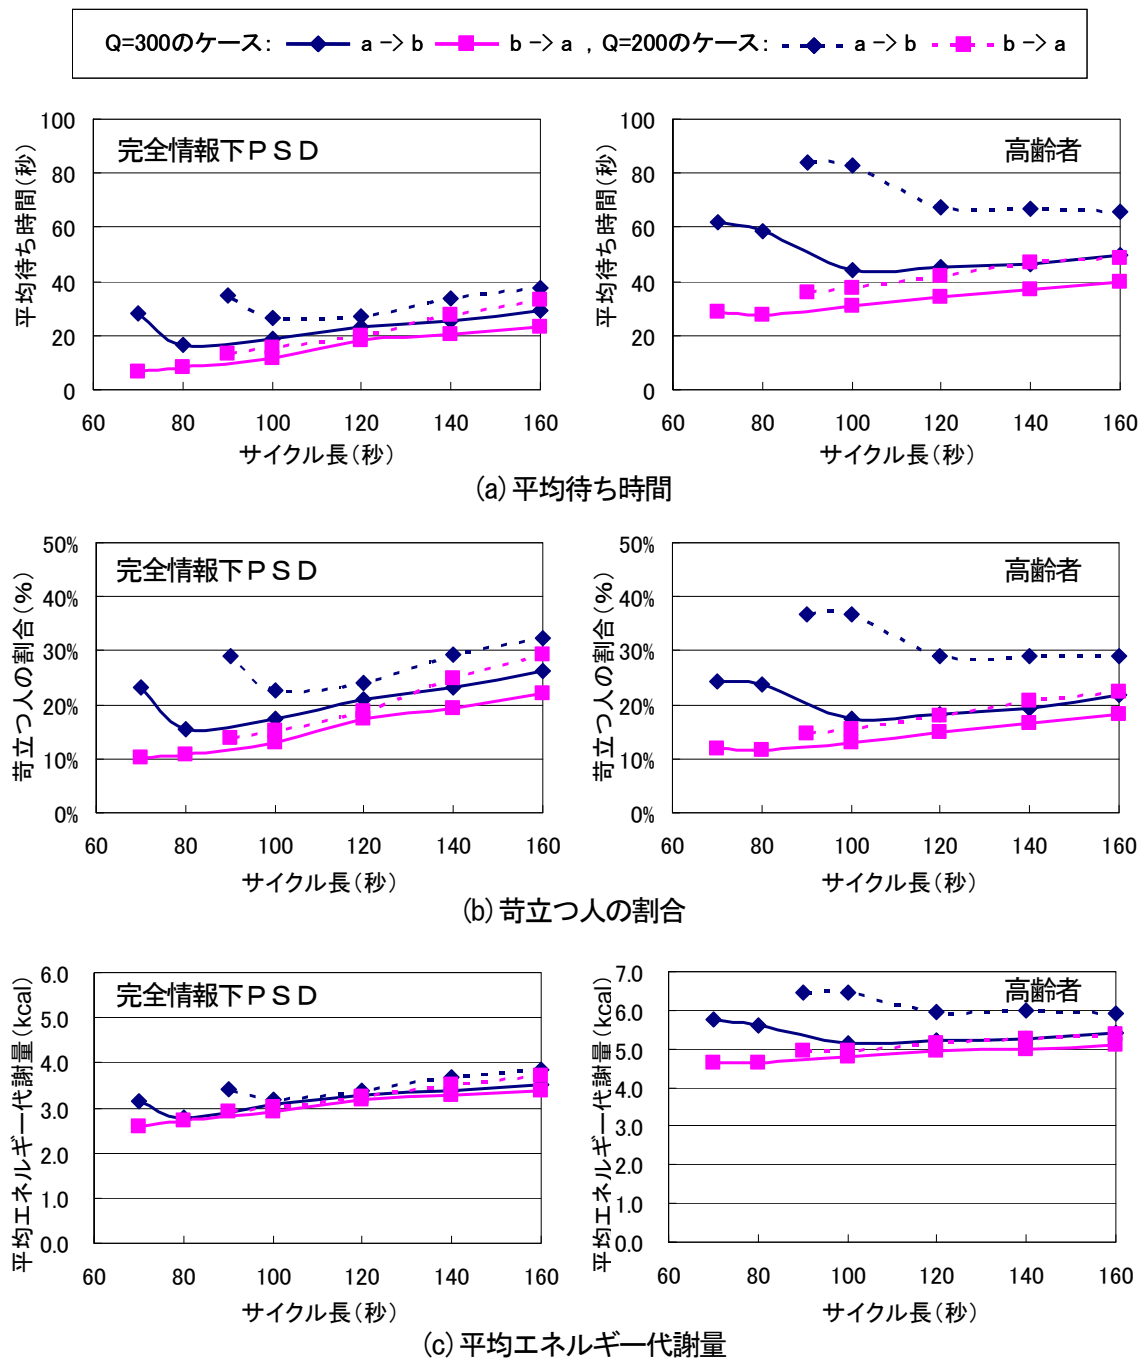 Q=300のケース: a -> b b -> a , Q=200のケース: a -> b b -> a
完全情報下ＰＳＤ
平均待ち時間(秒)
100
80
60
40
20
0
60 80 100 120 140 160
サイクル長(秒)
高齢者
平均待ち時間(秒)
100
80
60
40
20
0
60 80 100 120 140 160
サイクル長(秒)
(a)平均待ち時間
完全情報下ＰＳＤ
苛立つ人の割合(%)
50%
40%
30%
20%
10%
0%
60 80 100 120 140 160
サイクル長(秒)
高齢者
苛立つ人の割合(%)
50%
40%
30%
20%
10%
0%
60 80 100 120 140 160
サイクル長(秒)
(b)苛立つ人の割合
完全情報下ＰＳＤ
平均エネルギー代謝量(kcal)
6.0
5.0
4.0
3.0
2.0
1.0
0.0
60 80 100 120 140 160
サイクル長(秒)
高齢者
平均エネルギー代謝量(kcal)
7.0
6.0
5.0
4.0
3.0
2.0
1.0
0.0
60 80 100 120 140 160
サイクル長(秒)
(c)平均エネルギー代謝量